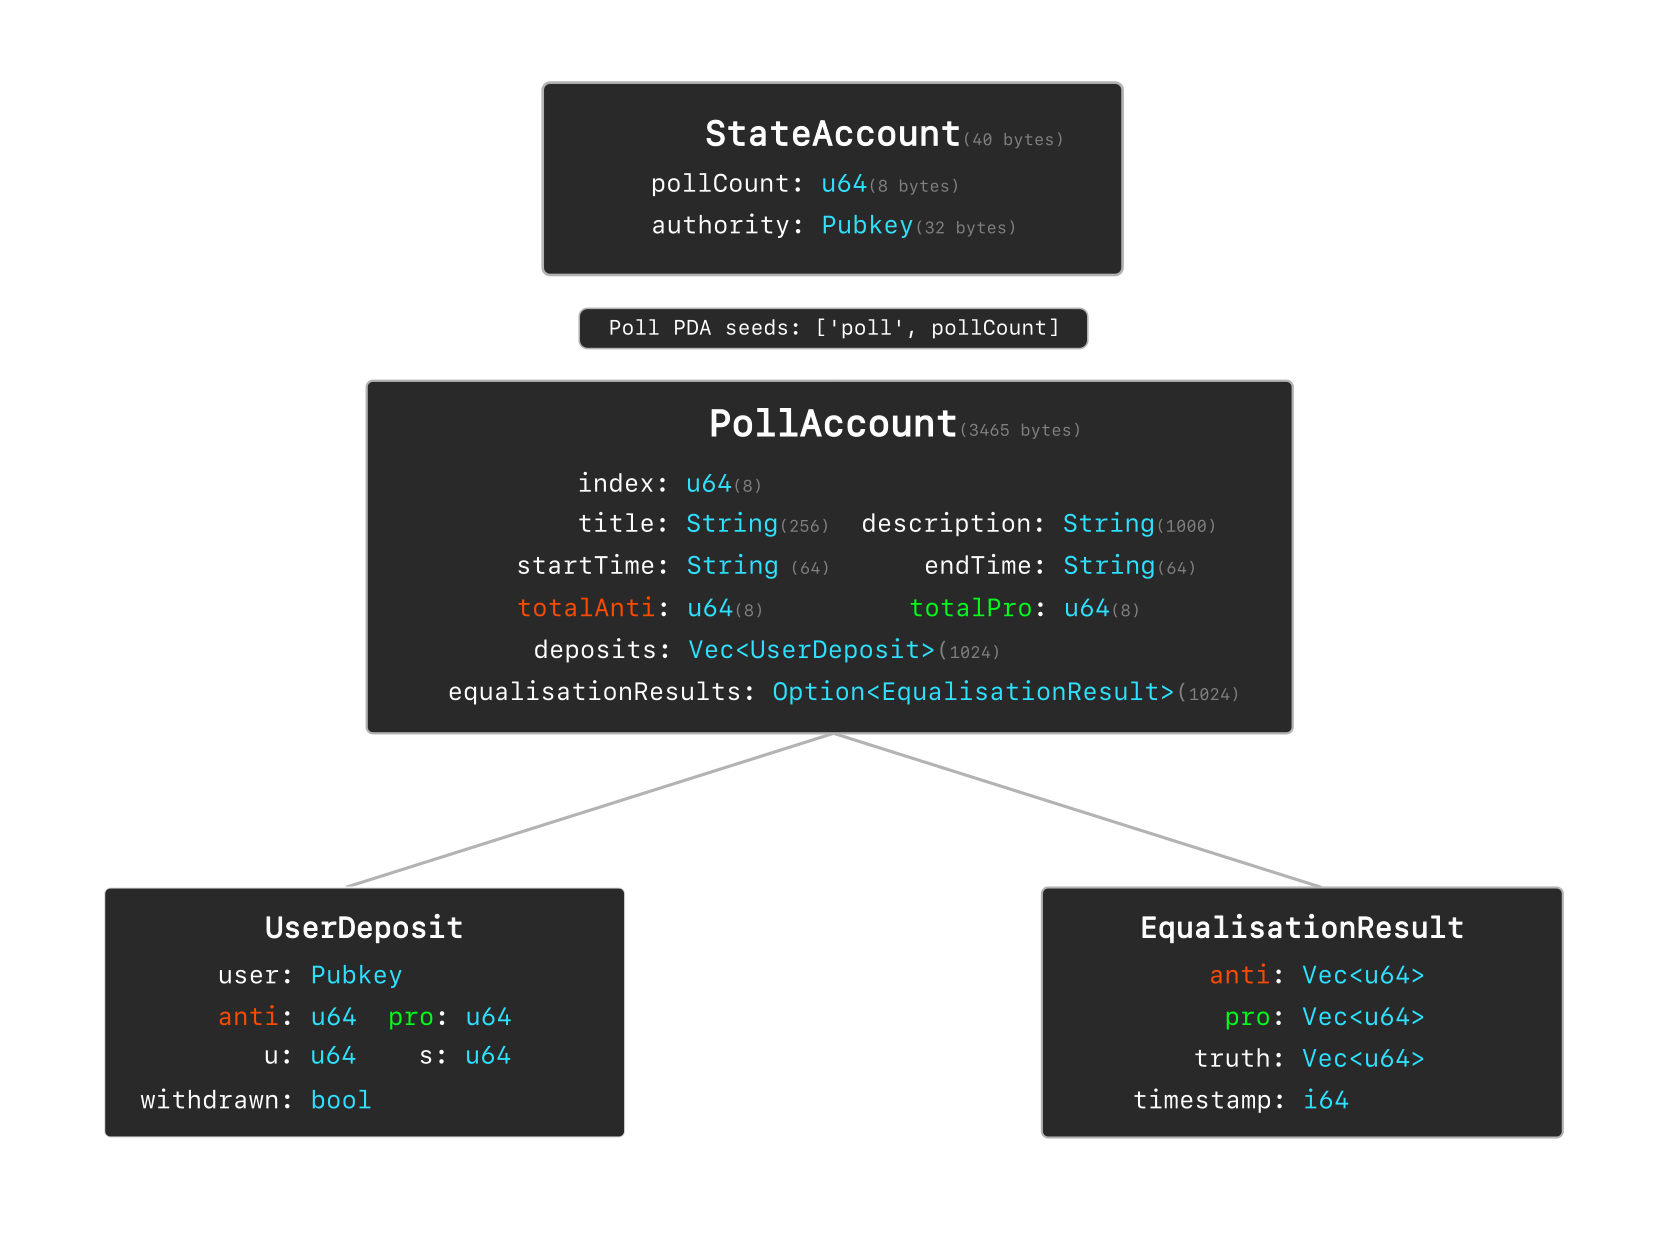 StateAccount(40 bytes)
pollCount: u64(8 bytes)
authority: Pubkey(32 bytes)
Poll PDA seeds: ['poll', pollCount]
PollAccount(3465 bytes)
index: u64(8)
title: String(256) description: String(1000)
startTime: String (64) endTime: String(64)
totalAnti: u64(8) totalPro: u64(8)
deposits: Vec<UserDeposit>(1024)
equalisationResults: Option<EqualisationResult>(1024)
UserDeposit
user: Pubkey
anti: u64 pro: u64
u: u64 s: u64
withdrawn: bool
EqualisationResult
anti: Vec<u64>
pro: Vec<u64>
truth: Vec<u64>
timestamp: i64